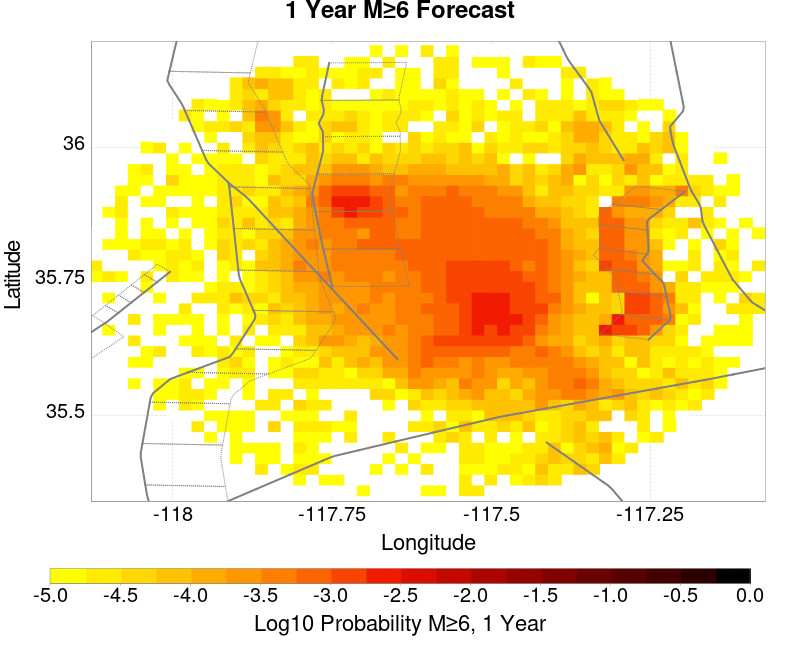 1 Year M≥6 Forecast
Latitude
36
35.75
35.5
-118 -117.75 -117.5 -117.25
Longitude
-5.0 -4.5 -4.0 -3.5 -3.0 -2.5 -2.0 -1.5 -1.0 -0.5 0.0
Log10 Probability M≥6, 1 Year